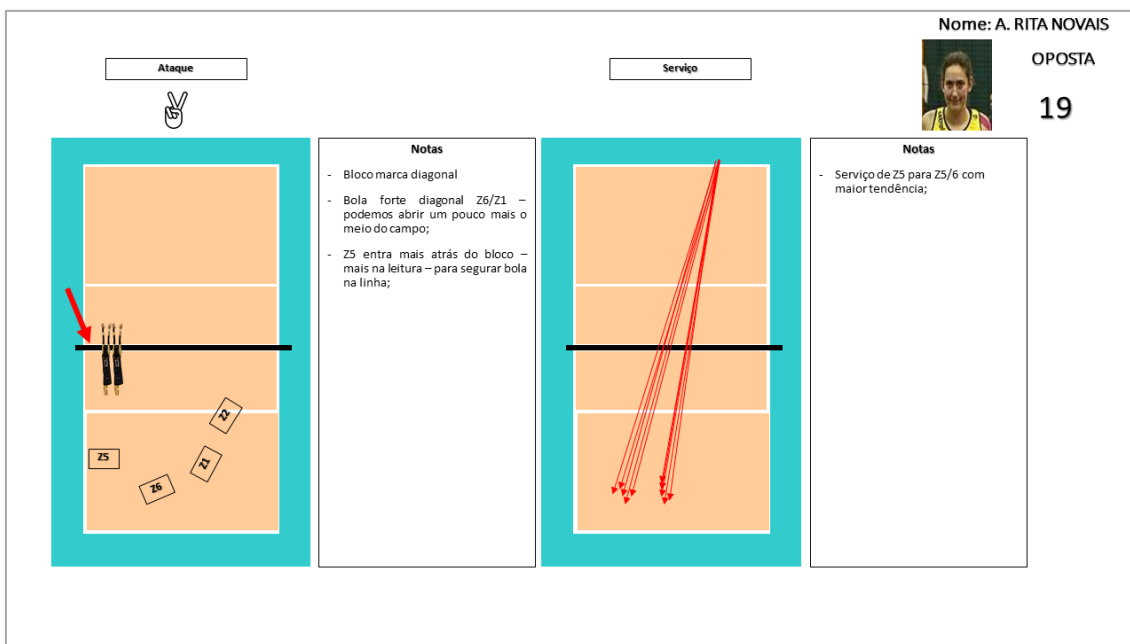 Nome: A. RITA NOVAIS
OPOSTA
19
Ataque
Serviço
Notas
- Bloco marca diagonal
- Bola forte diagonal Z6/Z1 –
podemos abrir um pouco mais o
meio do campo;
- Z5 entra mais atrás do bloco –
mais na leitura – para segurar bola
na linha;
Z2
Z5
Z1
Z6
Notas
- Serviço de Z5 para Z5/6 com
maior tendência;